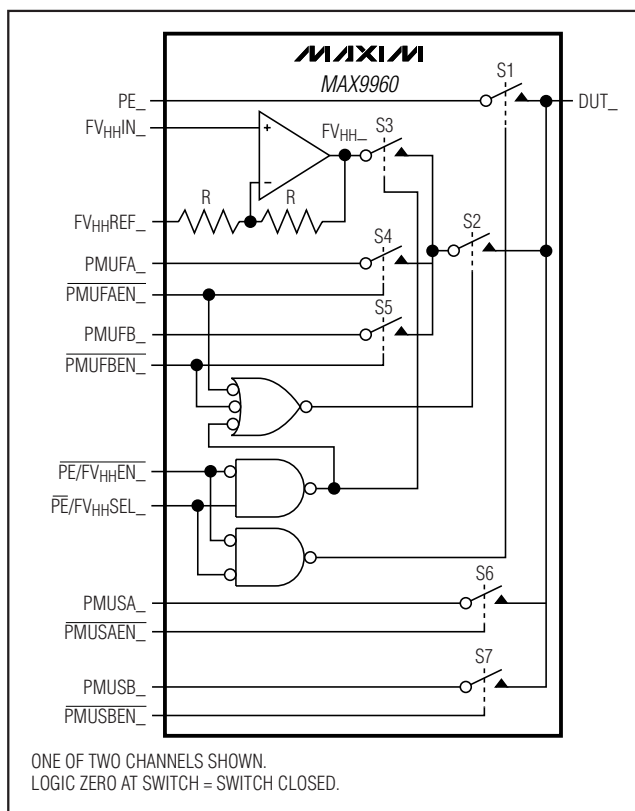 MAXIM
MAX9960
S1
PE_
DUT_
FVHHIN_
+
FVHH_
S3
−
R
R
FVHHREF_
S2
S4
PMUFA_
PMUFAEN_
S5
PMUFB_
PMUFBEN_
PE/FVHHEN_
PE/FVHHSEL_
S6
PMUSA_
PMUSAEN_
S7
PMUSB_
PMUSBEN_
ONE OF TWO CHANNELS SHOWN.
LOGIC ZERO AT SWITCH = SWITCH CLOSED.